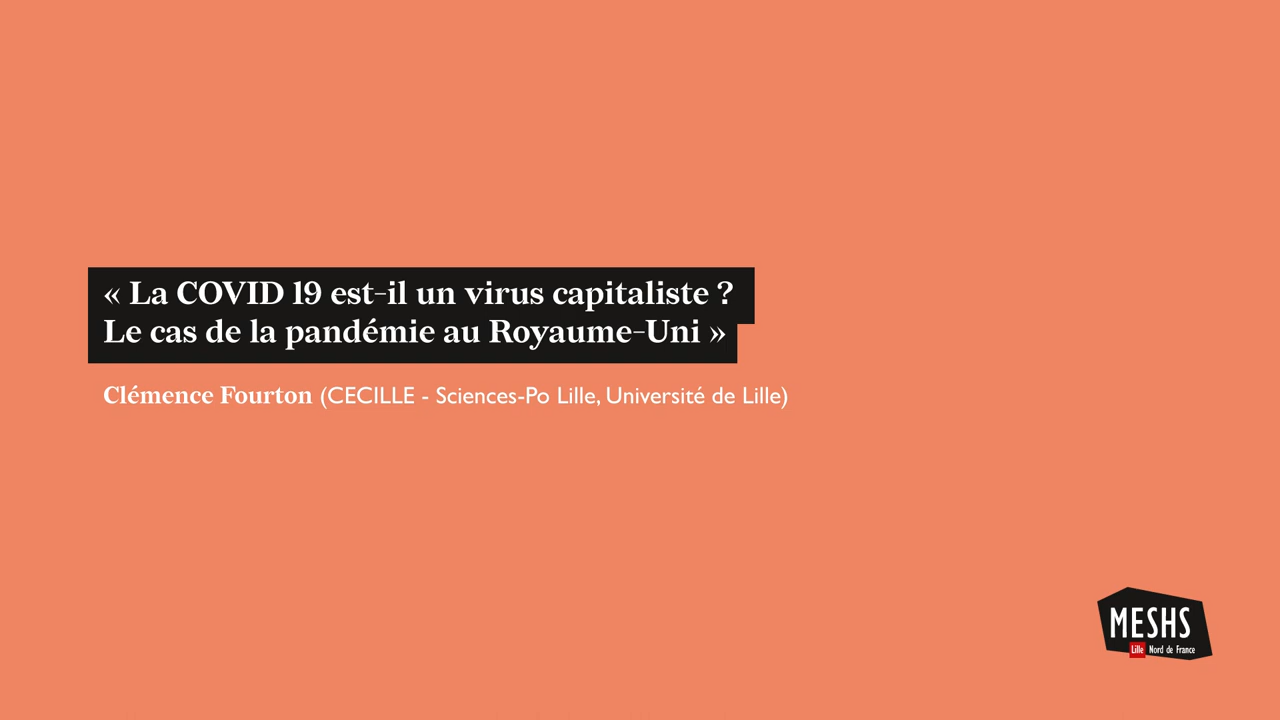 « La COVID 19 est-il un virus capitaliste ?
Le cas de la pandémie au Royaume-Uni »
Clémence Fourton (CECILLE - Sciences-Po Lille, Université de Lille)
MESHS
Lille Nord de France